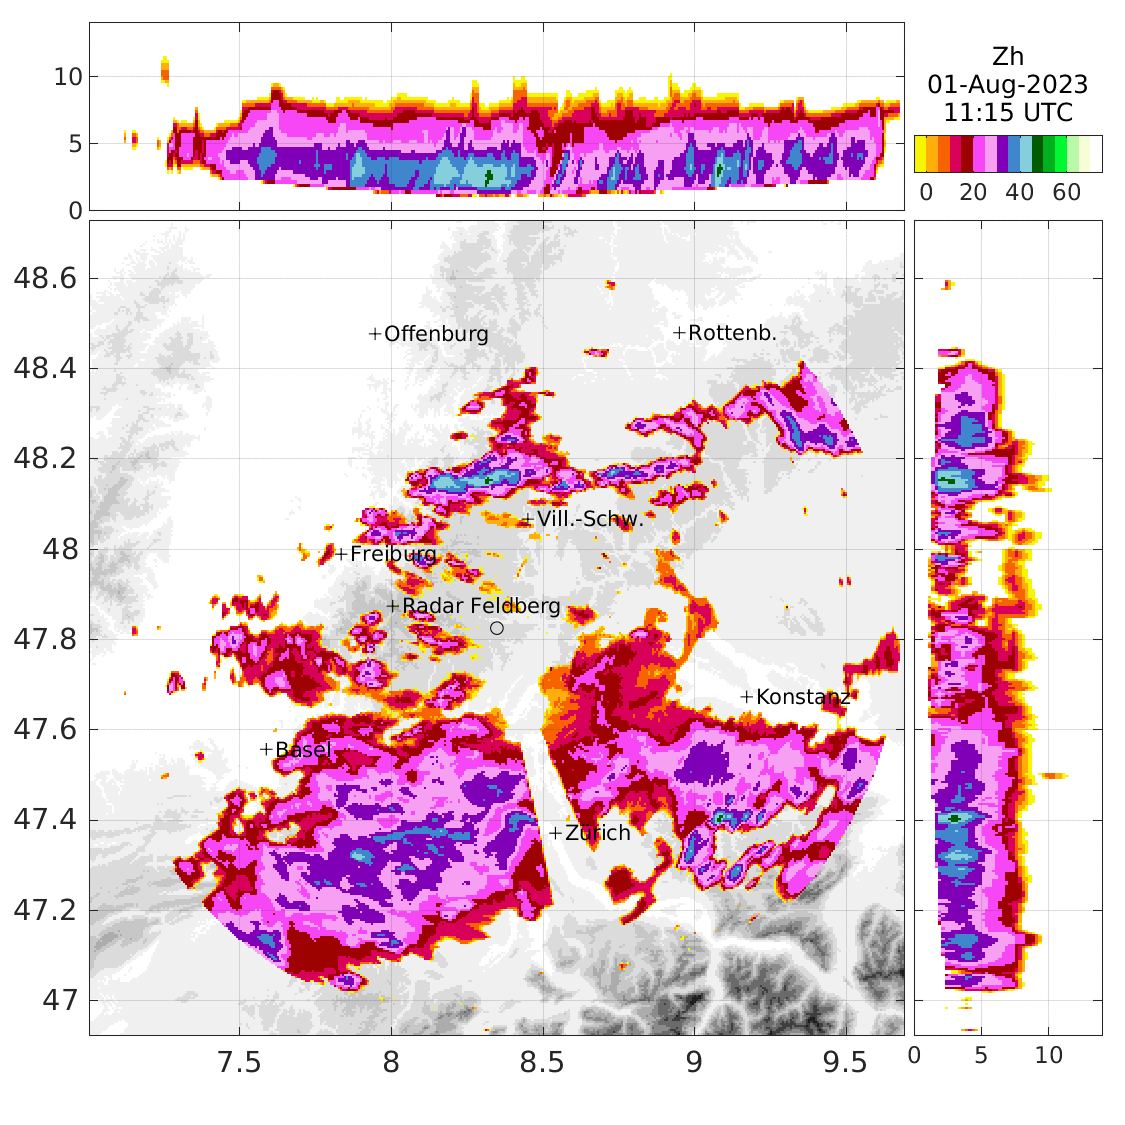 10
5
0
Zh
01-Aug-2023
11:15 UTC
0 20 40 60
48.6
48.4
48.2
48
47.8
47.6
47.4
47.2
47
+Offenburg
+Rottenb.
+Vill.-Schw.
+Freiburg
+Radar Feldberg
+Konstanz
+Basel
+Zürich
7.5 8 8.5 9 9.5
0 5 10